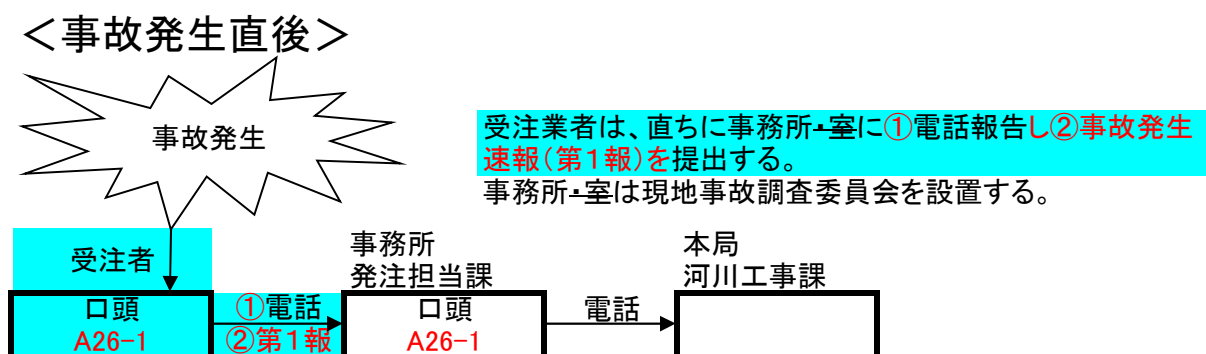 ＜事故発生直後＞
事故発生
受注業者は、直ちに事務所・室に①電話報告し②事故発生
速報（第１報）を提出する。
事務所・室は現地事故調査委員会を設置する。
受注者
事務所
発注担当課
本局
河川工事課
口頭
A26-1
①電話
②第１報
口頭
A26-1
電話